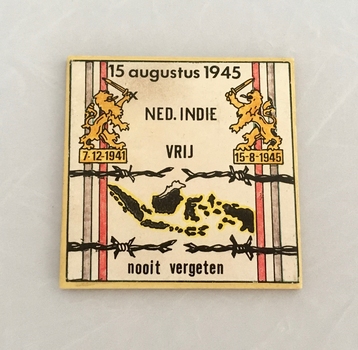 15 augustus 1945
NED. INDIE
VRIJ
7-12-1941
15-8-1945
nooit vergeten